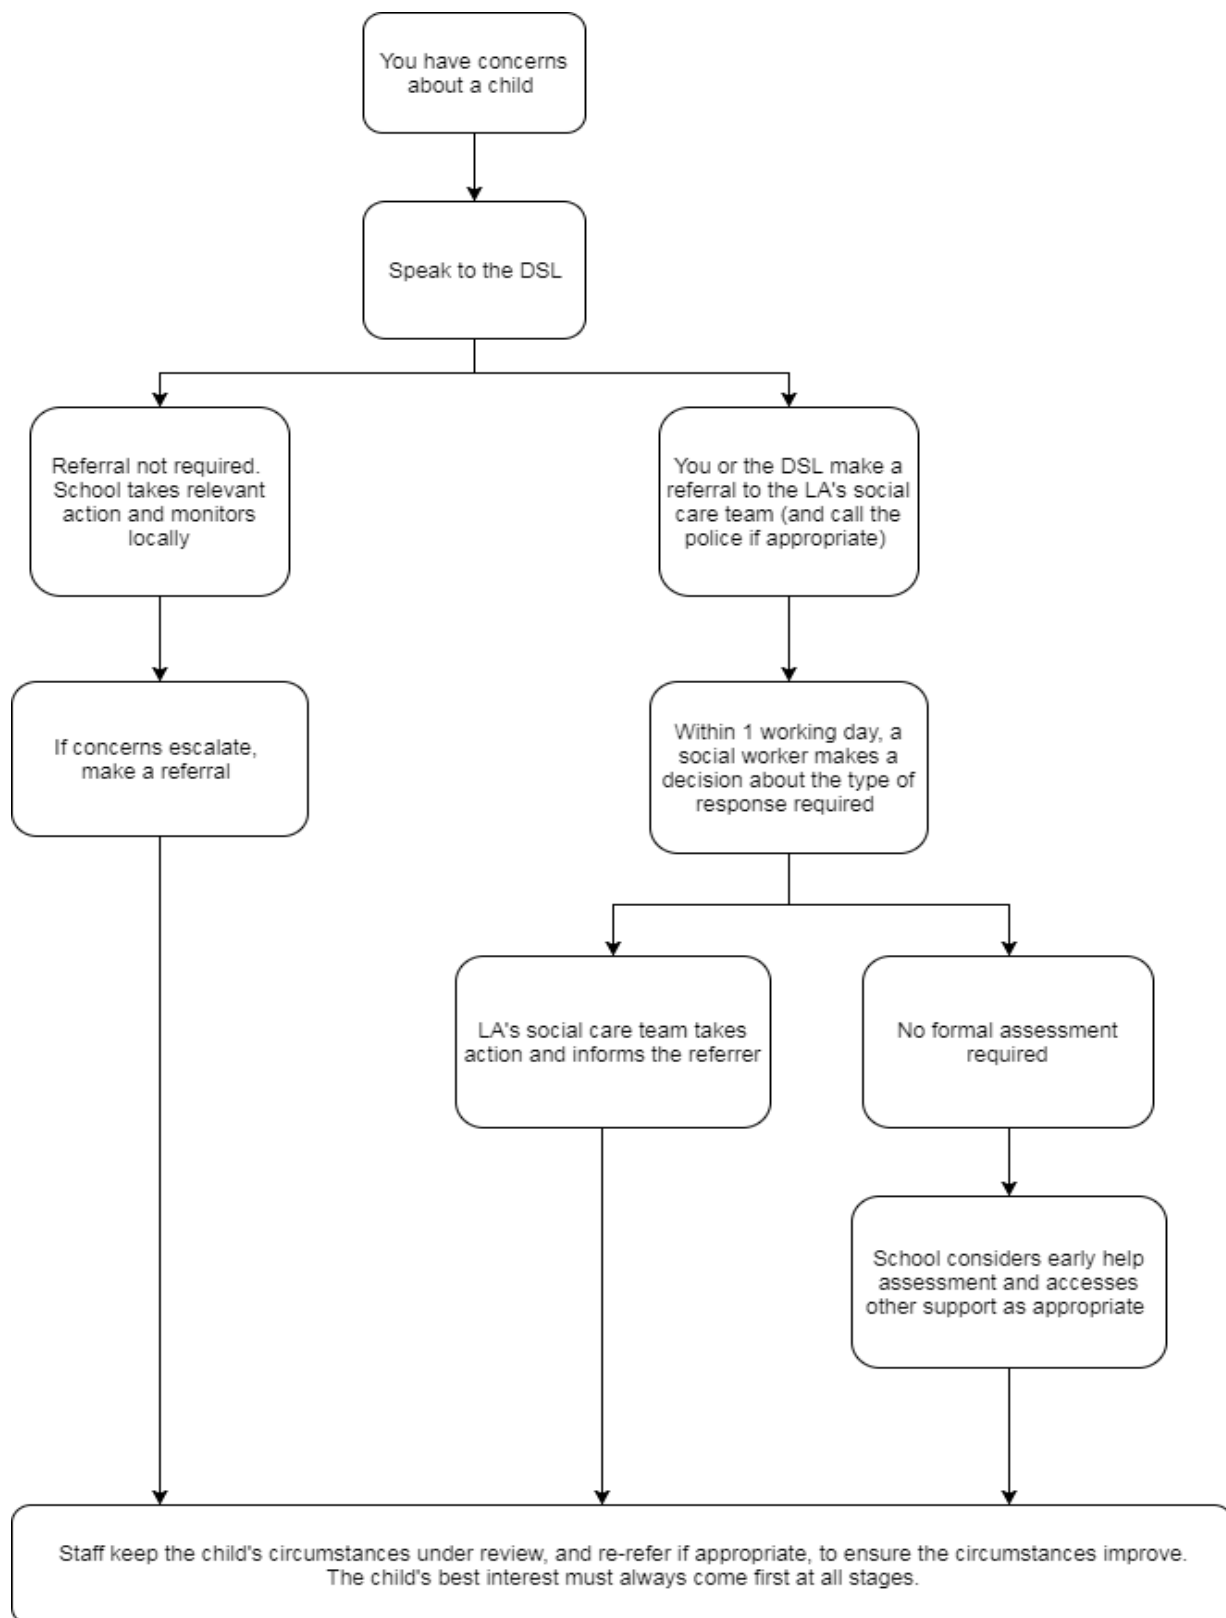 You have concerns
about a child
Speak to the DSL
Referral not required.
School takes relevant
action and monitors
locally
You or the DSL make a
referral to the LA's social
care team (and call the
police if appropriate)
If concerns escalate,
make a referral
Within 1 working day, a
social worker makes a
decision about the type of
response required
LA's social care team takes
action and informs the referrer
No formal assessment
required
School considers early help
assessment and accesses
other support as appropriate
Staff keep the child's circumstances under review, and re-refer if appropriate, to ensure the circumstances improve.
The child's best interest must always come first at all stages.